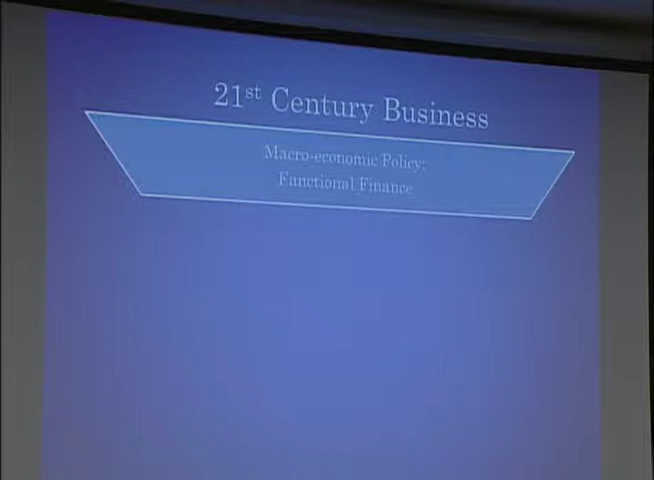 21st Century Business
Macro-economic Policy:
Functional Finance